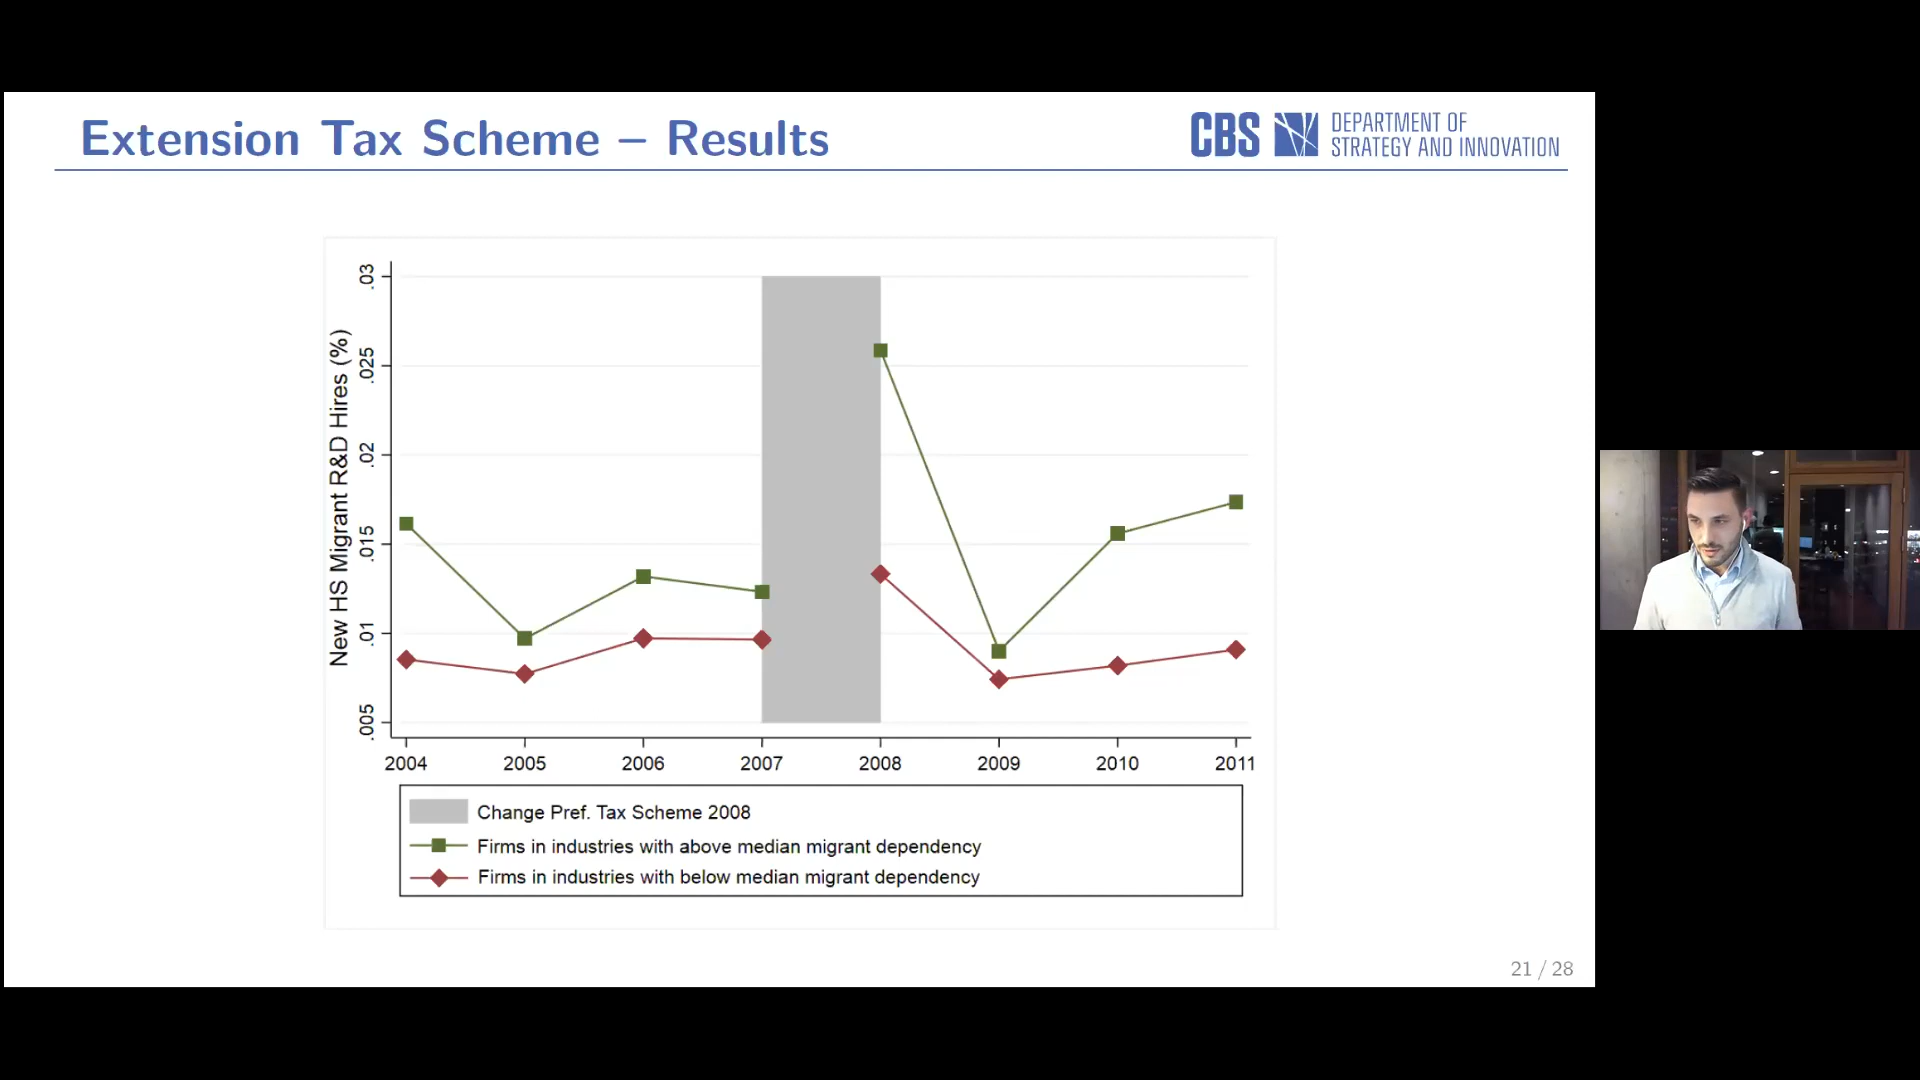 Extension Tax Scheme – Results
CBS
DEPARTMENT OF
STRATEGY AND INNOVATION
New HS Migrant R&D Hires (%)
.03
.025
.02
.015
.01
.005
2004 2005 2006 2007 2008 2009 2010 2011
Change Pref. Tax Scheme 2008
Firms in industries with above median migrant dependency
Firms in industries with below median migrant dependency
21 / 28